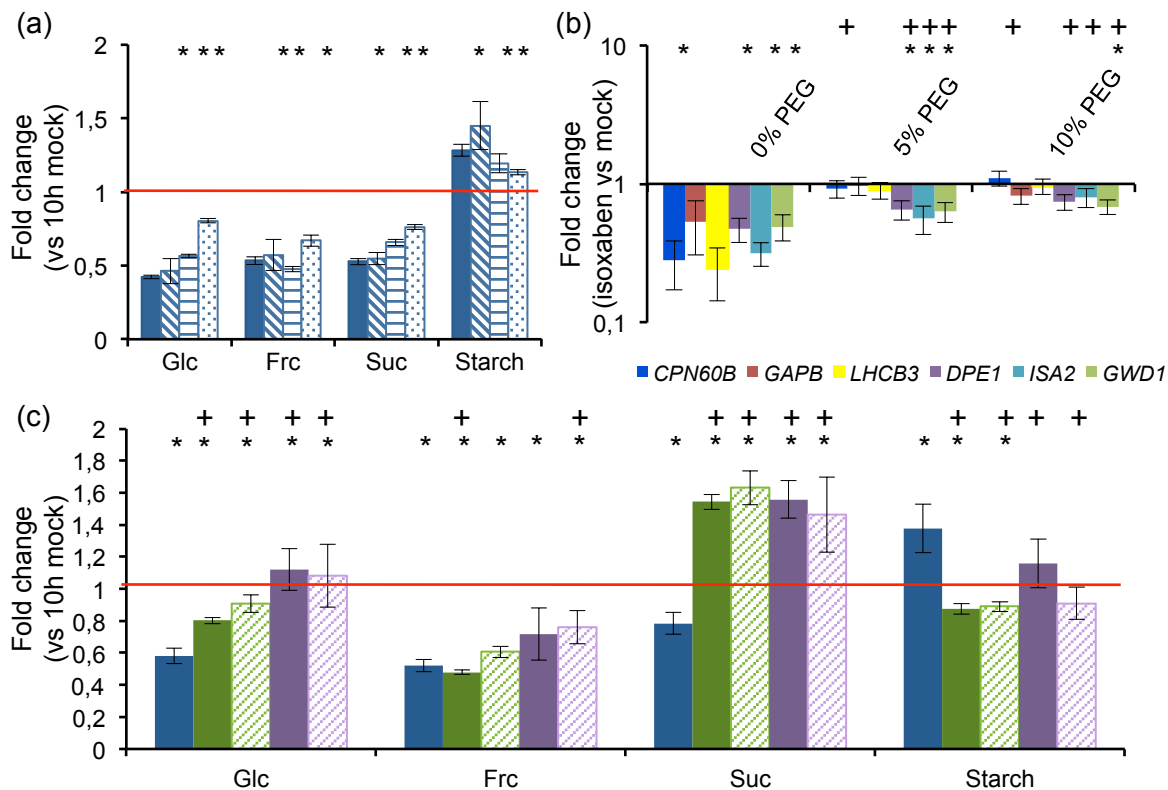 (a)
Fold change
(vs 10h mock)
2
1,5
1
0,5
0
* ** ** * * ** * **
Glc Frc Suc Starch
(b)
Fold change
(isoxaben vs mock)
10
1
0,1
+ + + + + + + +
* * * * * * * *
0% PEG
5% PEG
10% PEG
CPN60B GAPB LHCB3 DPE1 ISA2 GWD1
(c)
Fold change
(vs 10h mock)
2
1,8
1,6
1,4
1,2
1
0,8
0,6
0,4
0,2
0
+ + + + + + + + + + + + + +
* * * * * * * * * * * * * * * * * *
Glc Frc Suc Starch